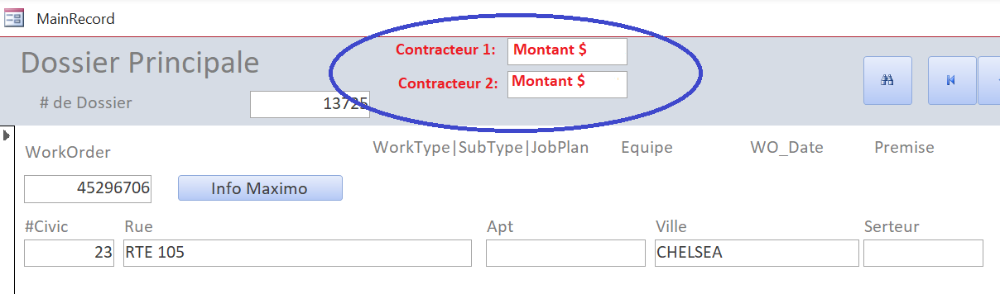 MainRecord
Dossier Principale
Contracteur 1: Montant $
Contracteur 2: Montant $
# de Dossier 13725
WorkOrder WorkType|SubType|JobPlan Equipe WO_Date Premise
45296706 Info Maximo
#Civic Rue Apt Ville Serteur
23 RTE 105 CHELSEA